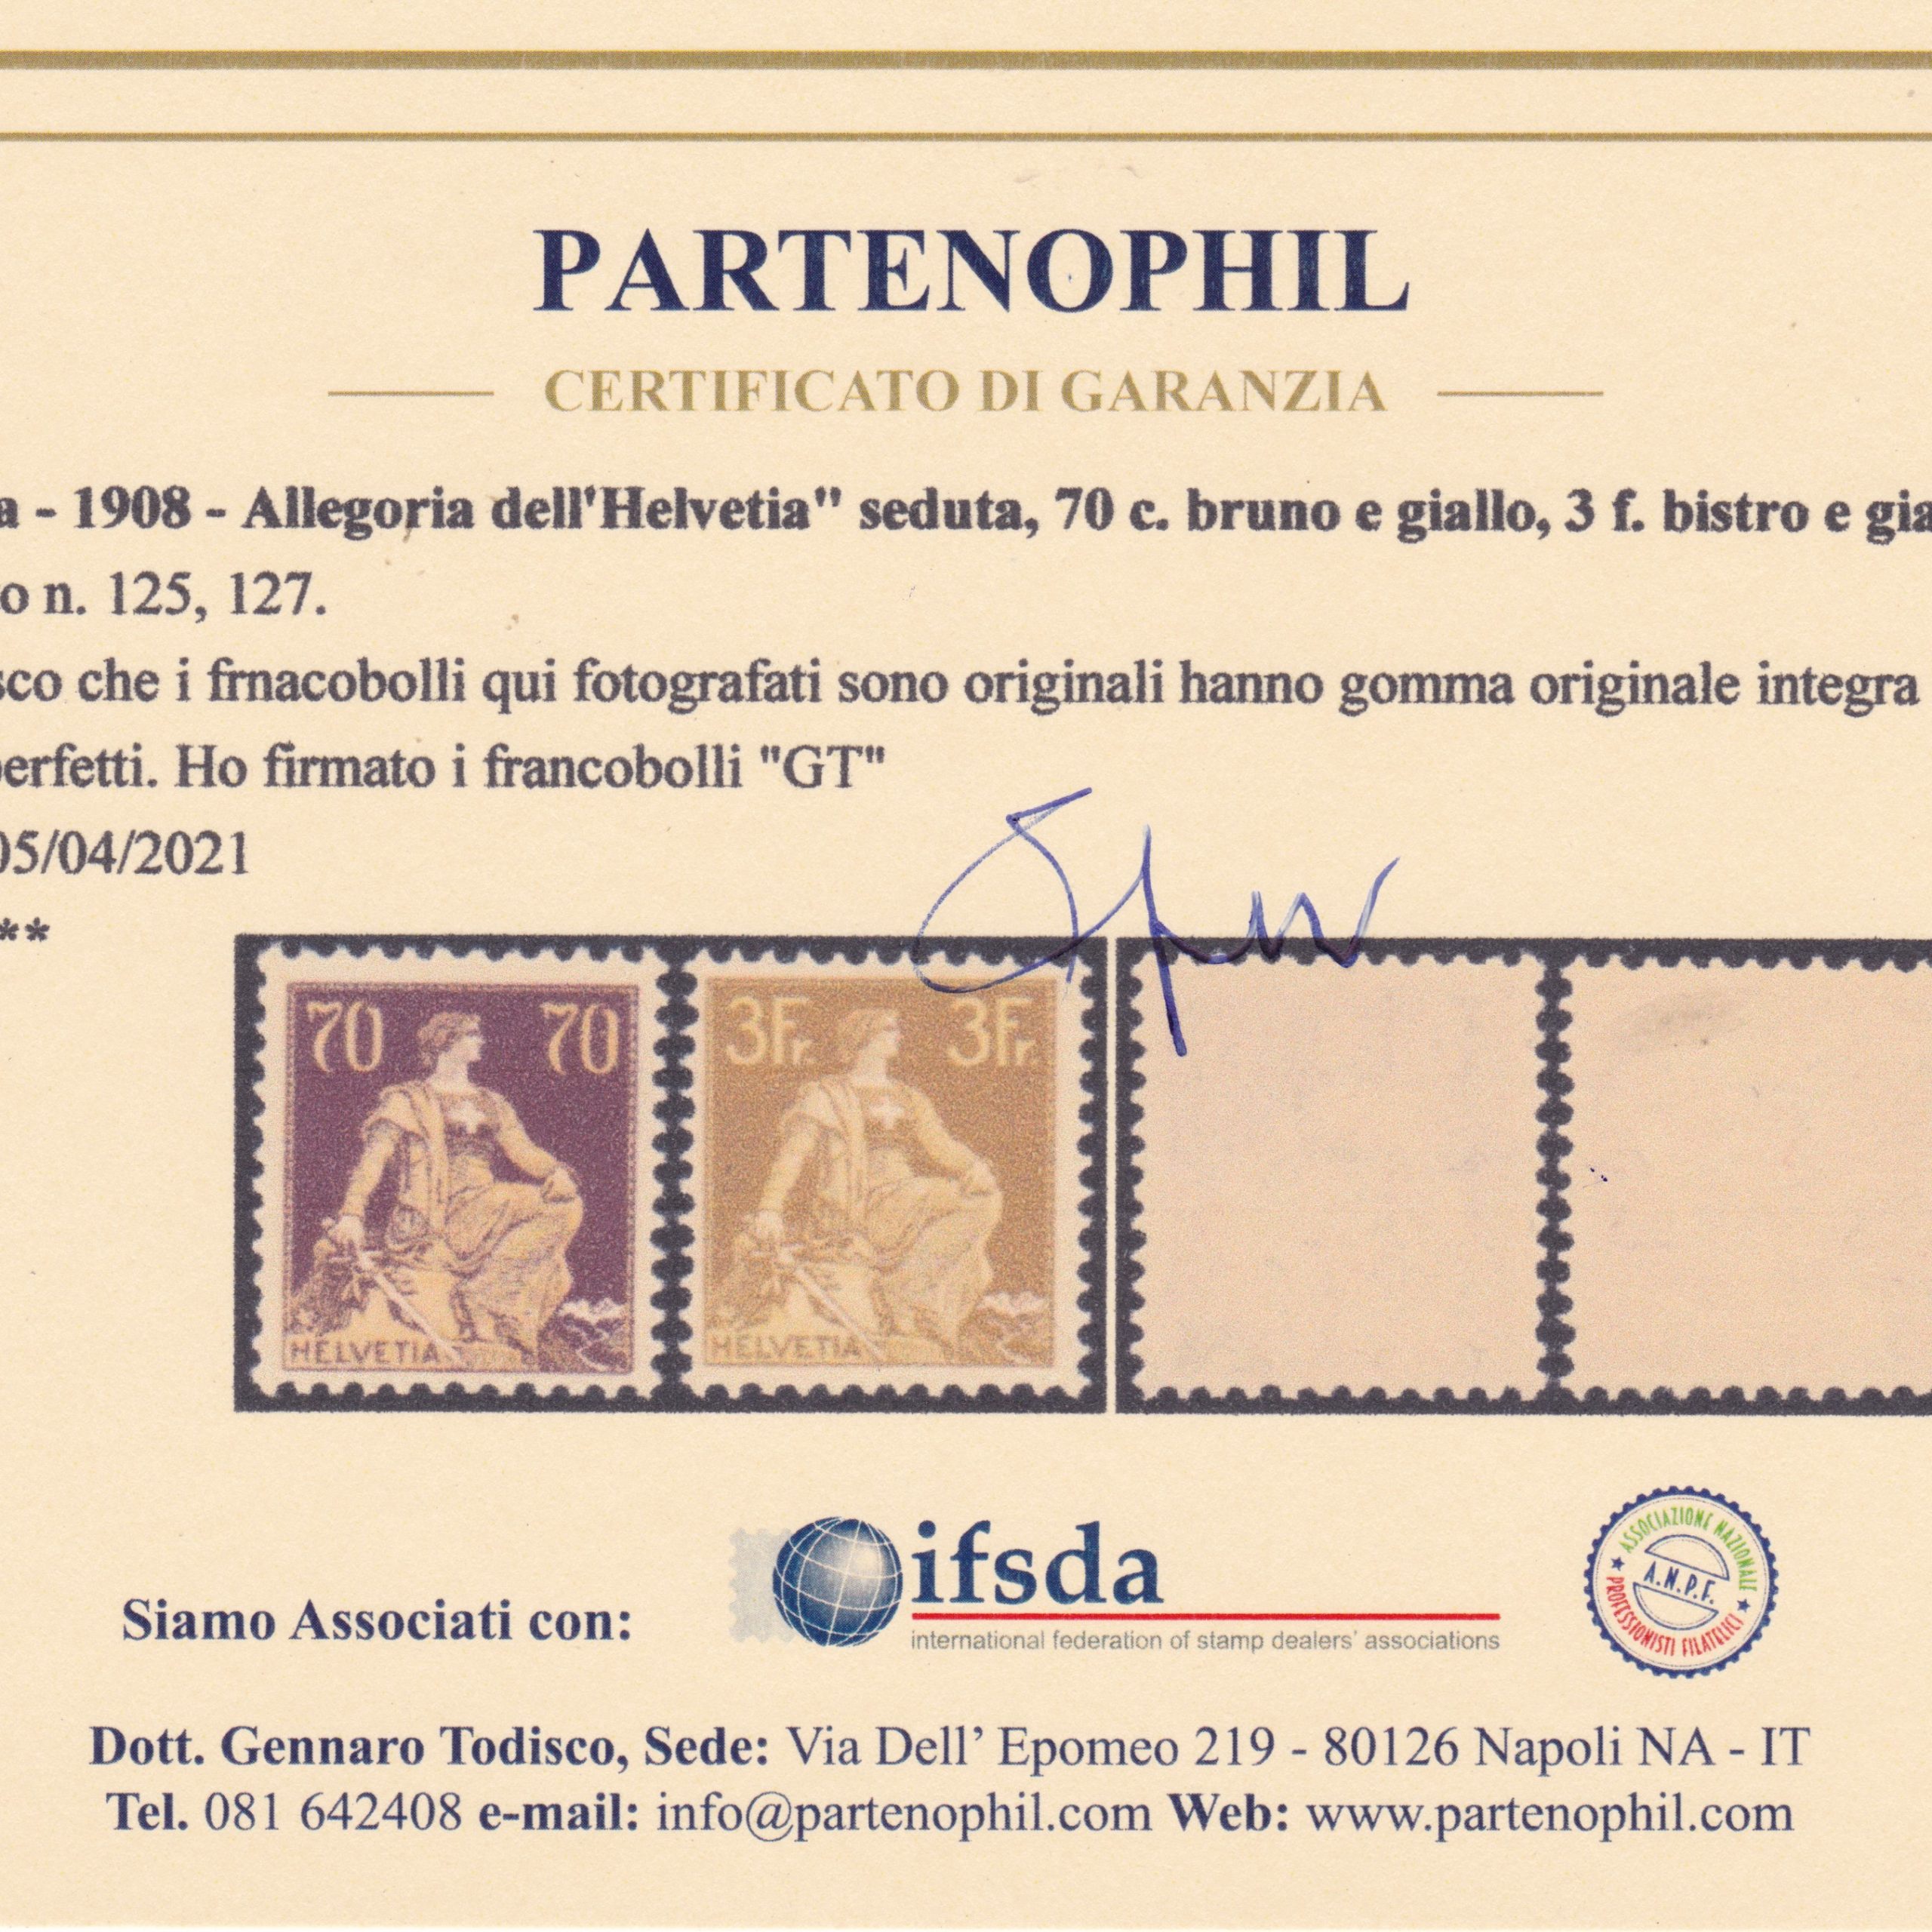 PARTENOPHIL
CERTIFICATO DI GARANZIA
a - 1908 - Allegoria dell'Helvetia" seduta, 70 c. bruno e giallo, 3 f. bistro e gia
o n. 125, 127.
sco che i frnacobolli qui fotografati sono originali hanno gomma originale integra
perfetti. Ho firmato i francobolli "GT"
05/04/2021
**
70 70
HELVETIA
3Fr. 3Fr.
HELVETIA
Siamo Associati con:
ifsda
international federation of stamp dealers' associations
ASSOCIAZIONE NAZIONALE
A.N.P.F.
PROFESSIONISTI FILATELICI
Dott. Gennaro Todisco, Sede: Via Dell’ Epomeo 219 - 80126 Napoli NA - IT
Tel. 081 642408 e-mail: info@partenophil.com Web: www.partenophil.com